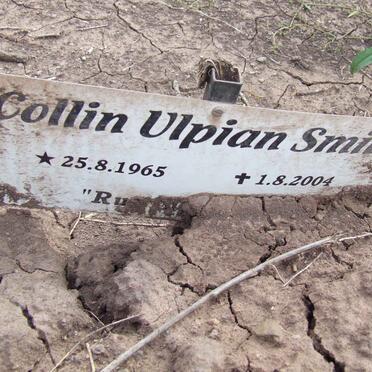 Collin Ulpian Smi
★ 25.8.1965 ✝ 1.8.2004